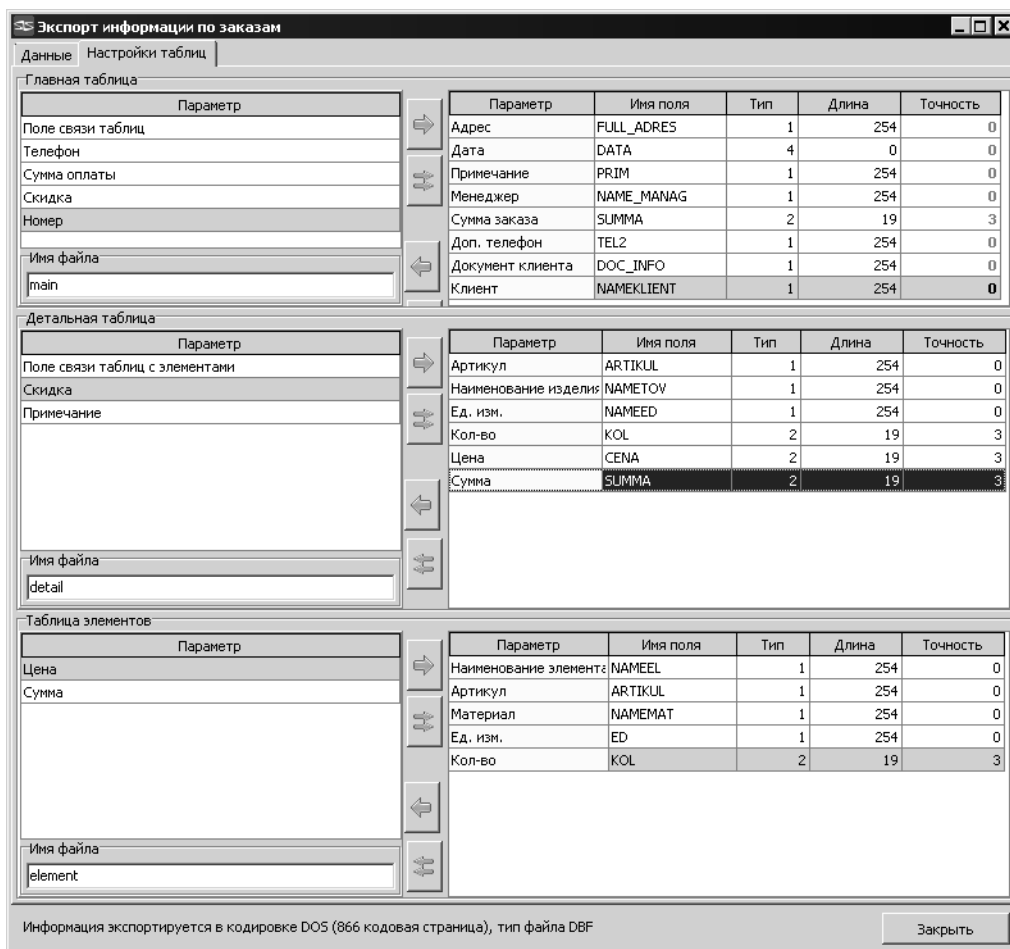 Экспорт информации по заказам
Данные Настройки таблиц
Главная таблица
Параметр
Поле связи таблиц
Телефон
Сумма оплаты
Скидка
Номер
Имя файла
main
Параметр Имя поля Тип Длина Точность
Адрес FULL_ADRES 1 254 0
Дата DATA 4 0 0
Примечание PRIM 1 254 0
Менеджер NAME_MANAG 1 254 0
Сумма заказа SUMMA 2 19 3
Доп. телефон TEL2 1 254 0
Документ клиента DOC_INFO 1 254 0
Клиент NAMEKLIENT 1 254 0
Детальная таблица
Параметр
Поле связи таблиц с элементами
Скидка
Примечание
Имя файла
detail
Параметр Имя поля Тип Длина Точность
Артикул ARTIKUL 1 254 0
Наименование изделия NAMETOV 1 254 0
Ед. изм. NAMEED 1 254 0
Кол-во KOL 2 19 3
Цена CENA 2 19 3
Сумма SUMMA 2 19 3
Таблица элементов
Параметр
Цена
Сумма
Имя файла
element
Параметр Имя поля Тип Длина Точность
Наименование элемента NAMEEL 1 254 0
Артикул ARTIKUL 1 254 0
Материал NAMEMAT 1 254 0
Ед. изм. ED 1 254 0
Кол-во KOL 2 19 3
Информация экспортируется в кодировке DOS (866 кодовая страница), тип файла DBF
Закрыть